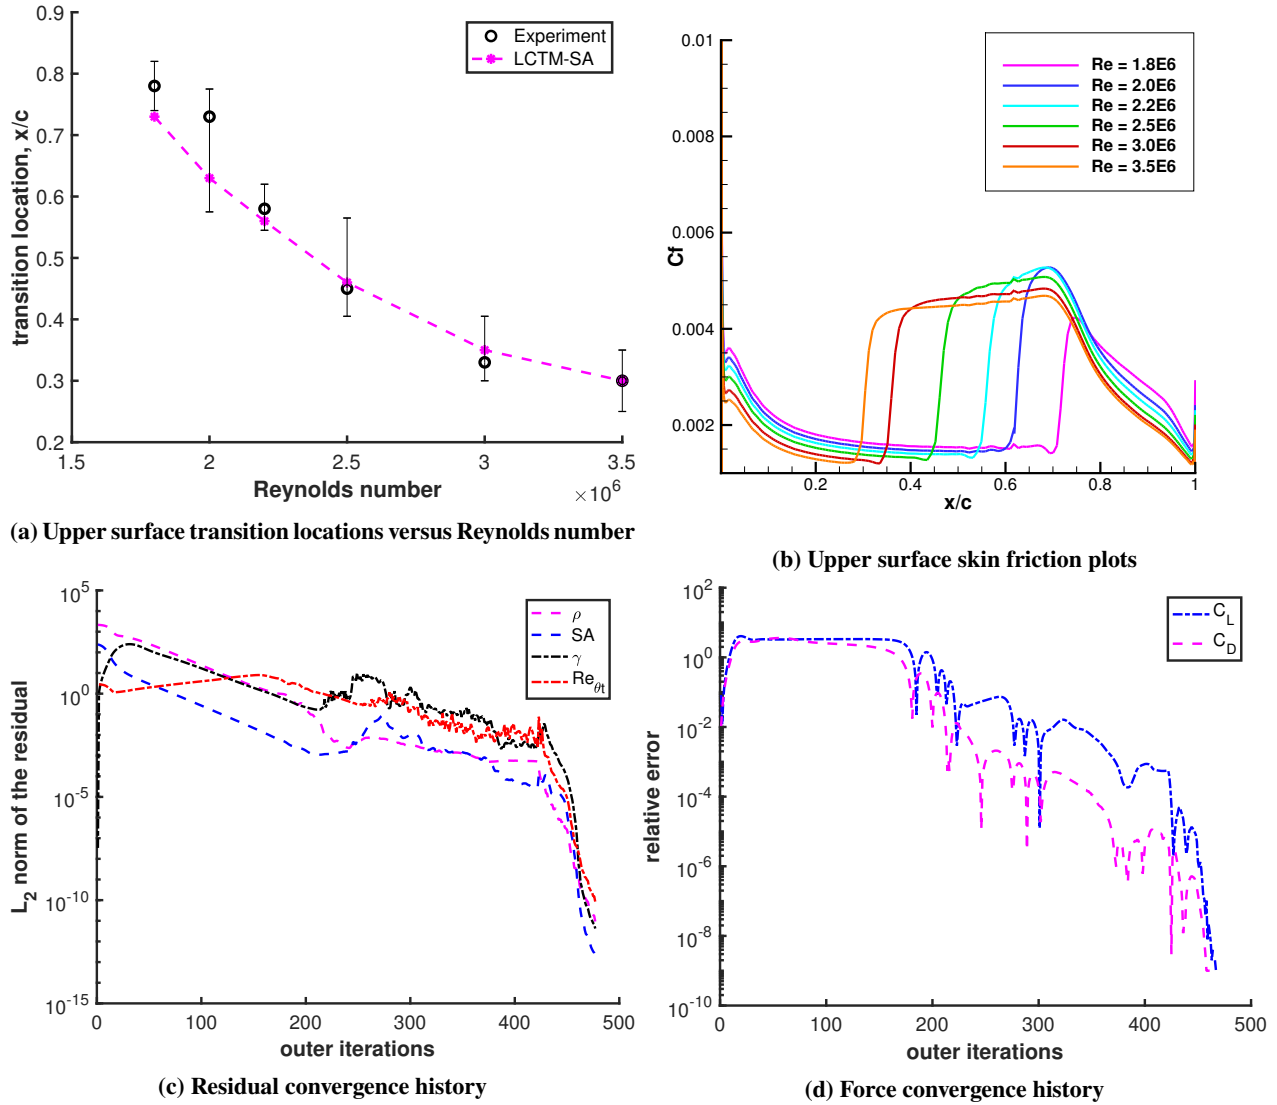 1
0.9
0.8
0.7
0.6
0.5
0.4
0.3
0.2
transition location, x/c
1.5
2
2.5
3
3.5
Reynolds number
×10^6
Experiment
LCTM-SA
(a) Upper surface transition locations versus Reynolds number
0.01
0.008
0.006
0.004
0.002
Cf
0.2
0.4
0.6
0.8
1
x/c
Re = 1.8E6
Re = 2.0E6
Re = 2.2E6
Re = 2.5E6
Re = 3.0E6
Re = 3.5E6
(b) Upper surface skin friction plots
10^5
10^0
10^-5
10^-10
10^-15
L_2 norm of the residual
0
100
200
300
400
500
outer iterations
ρ
SA
γ
Re_θt
(c) Residual convergence history
10^2
10^0
10^-2
10^-4
10^-6
10^-8
10^-10
relative error
0
100
200
300
400
500
outer iterations
C_L
C_D
(d) Force convergence history